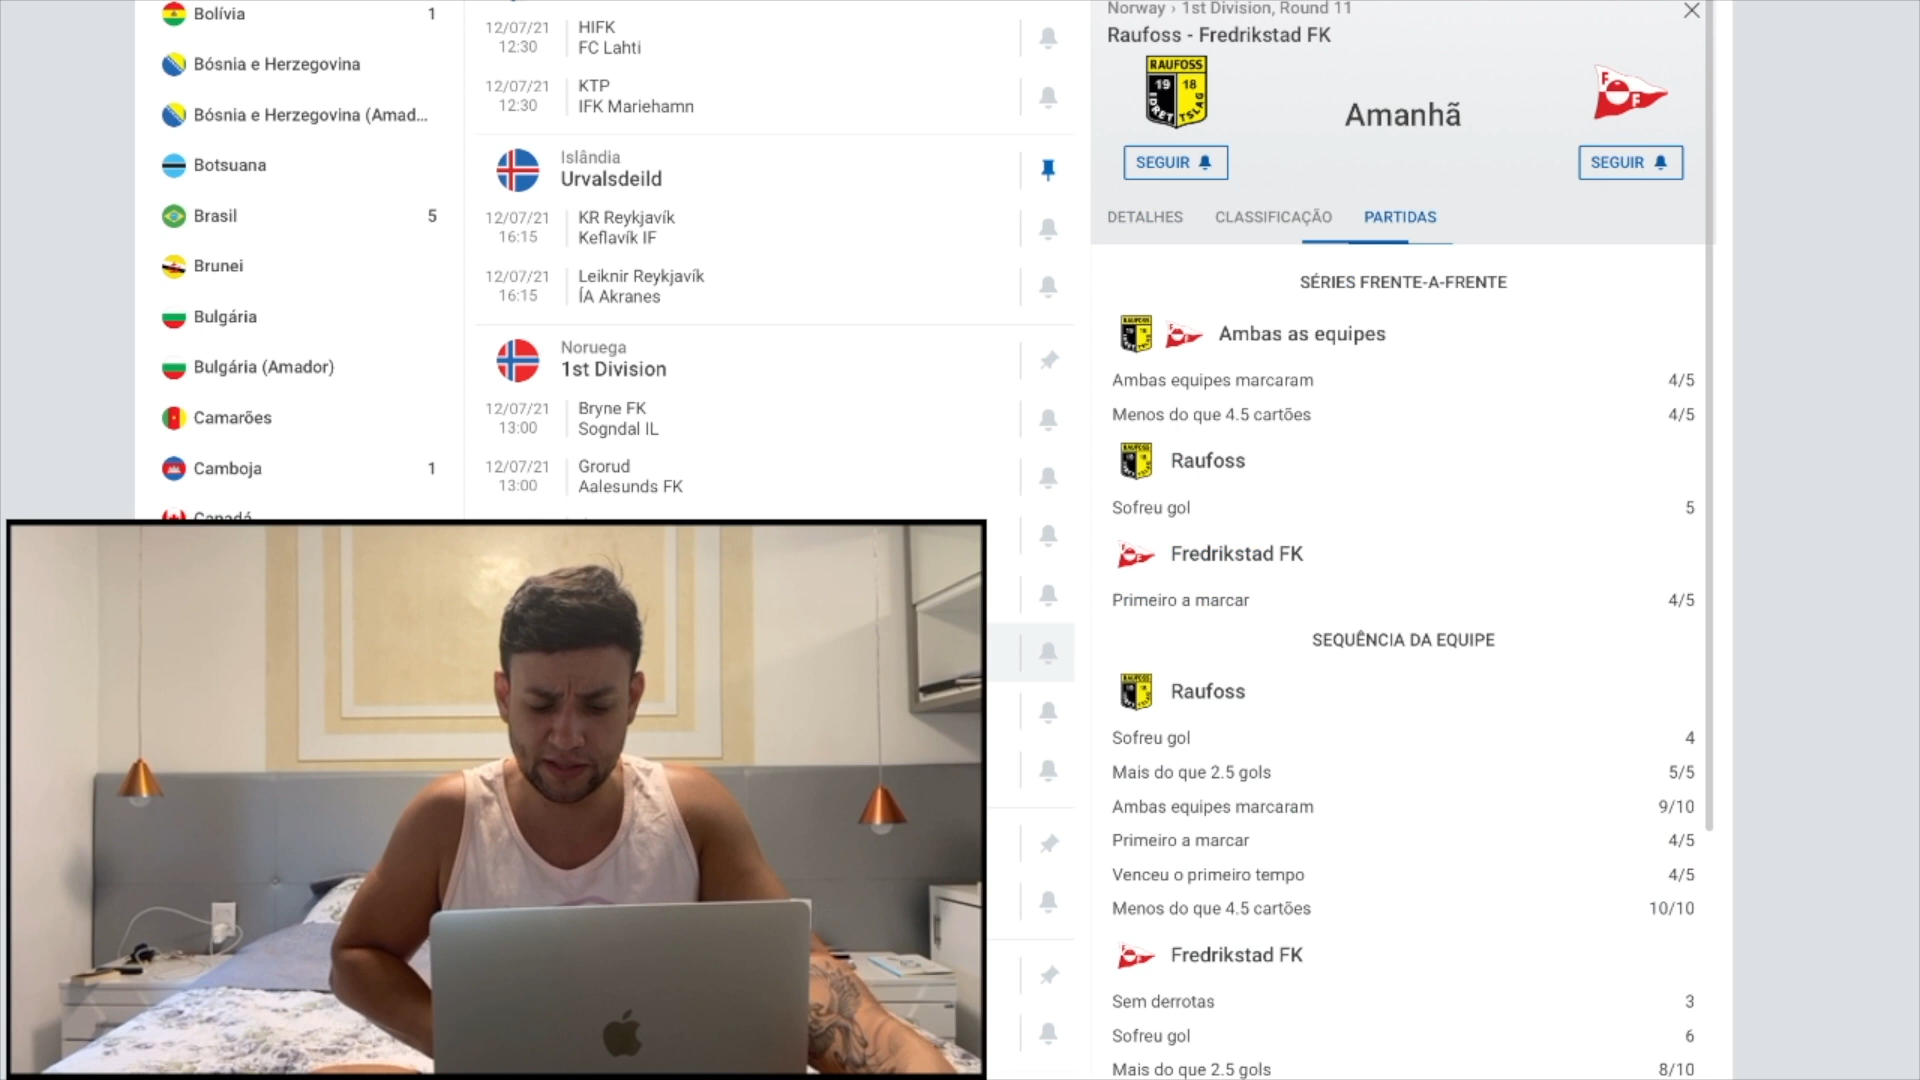 Bolívia 1
Bósnia e Herzegovina
Bósnia e Herzegovina (Amad...
Botsuana
Brasil 5
Brunei
Bulgária
Bulgária (Amador)
Camarões
Camboja 1
Canadá
12/07/21 HIFK
12:30 FC Lahti
12/07/21 KTP
12:30 IFK Mariehamn
Islândia
Urvalsdeild
12/07/21 KR Reykjavík
16:15 Keflavík IF
12/07/21 Leiknir Reykjavík
16:15 ÍA Akranes
Noruega
1st Division
12/07/21 Bryne FK
13:00 Sogndal IL
12/07/21 Grorud
13:00 Aalesunds FK
Norway › 1st Division, Round 11
Raufoss - Fredrikstad FK
RAUFOSS
19 18
IDRET TSLAG
F F
Amanhã
SEGUIR SEGUIR
DETALHES CLASSIFICAÇÃO PARTIDAS
SÉRIES FRENTE-A-FRENTE
Ambas as equipes
Ambas equipes marcaram 4/5
Menos do que 4.5 cartões 4/5
Raufoss
Sofreu gol 5
Fredrikstad FK
Primeiro a marcar 4/5
SEQUÊNCIA DA EQUIPE
Raufoss
Sofreu gol 4
Mais do que 2.5 gols 5/5
Ambas equipes marcaram 9/10
Primeiro a marcar 4/5
Venceu o primeiro tempo 4/5
Menos do que 4.5 cartões 10/10
Fredrikstad FK
Sem derrotas 3
Sofreu gol 6
Mais do que 2.5 gols 8/10